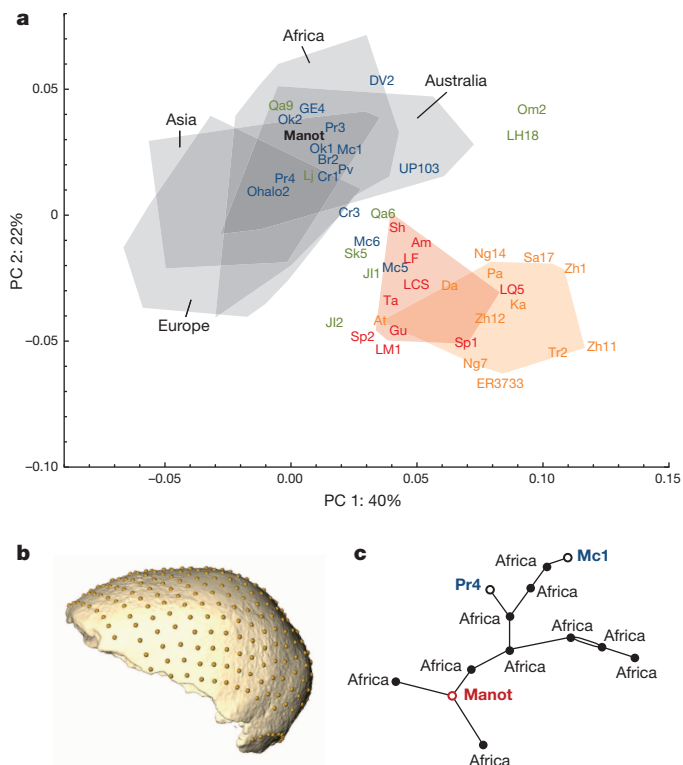 a
Africa
DV2
0.05
Qa9
GE4
Australia
Om2
Ok2
Asia
Manot
Pr3
LH18
Ok1 Mc1
Br2
Pr4
Lj
Cr1
Pv
UP103
Ohalo2
0
Cr3
Qa6
Sh
PC 2: 22%
Mc6
Am
Sk5
LF
Ng14
Sa17
Zh1
JI1
Mc5
Pa
LCS
Da
LQ5
Ta
Ka
Europe
JI2
At
Zh12
Gu
–0.05
Sp2
LM1
Sp1
Tr2
Zh11
Ng7
ER3733
–0.10
–0.05
0.00
0.05
0.10
0.15
PC 1: 40%
b
c
Africa
Mc1
Pr4
Africa
Africa
Africa
Africa
Africa
Africa
Africa
Africa
Manot
Africa